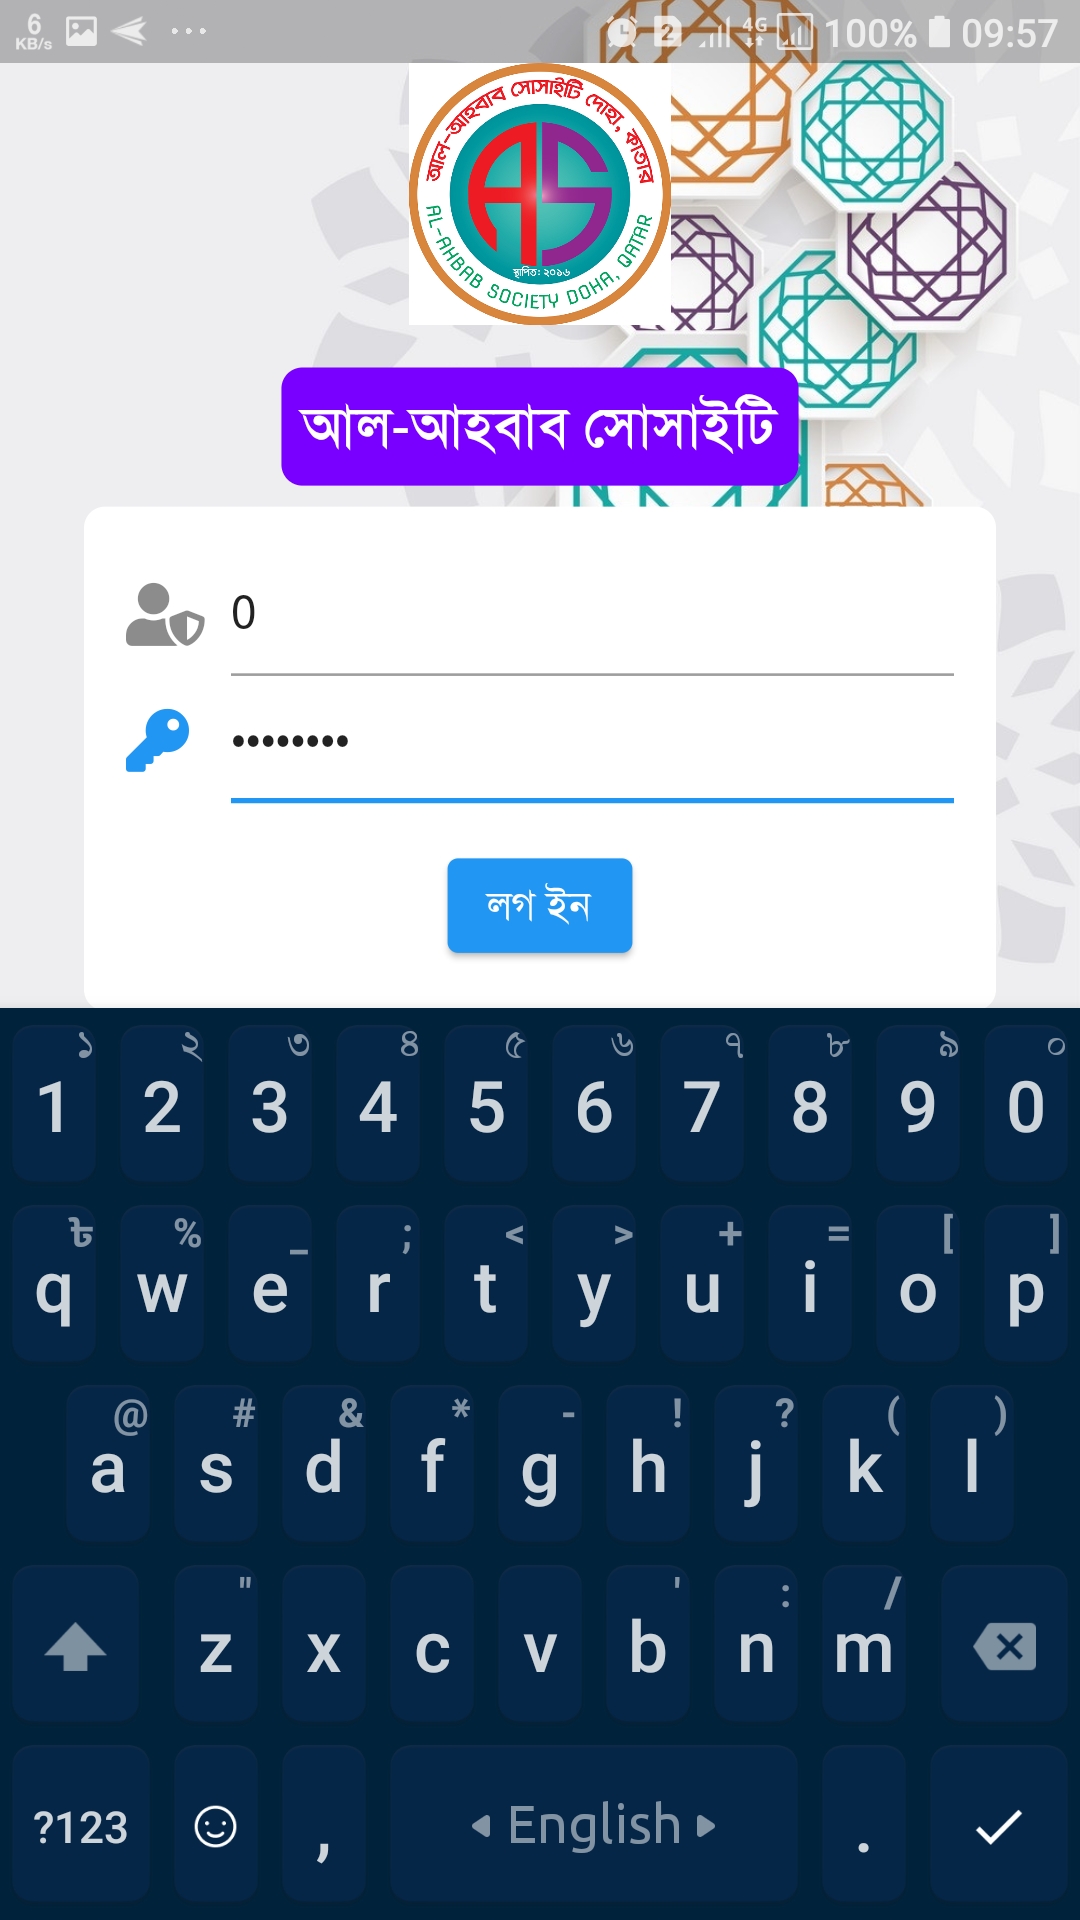 6
KB/s
2
4G
100%
09:57
আল-আহবাব সোসাইটি দোহা, কাতার
AS
স্থাপিত: ২০১৬
AL-AHBAB SOCIETY DOHA, QATAR
আল-আহবাব সোসাইটি
0
••••••••
লগ ইন
১ ২ ৩ ৪ ৫ ৬ ৭ ৮ ৯ ০
1 2 3 4 5 6 7 8 9 0
৳ % _ ; < > + = [ ]
q w e r t y u i o p
@ # & * - ! ? ( )
a s d f g h j k l
" ' : /
z x c v b n m
?123 , English .